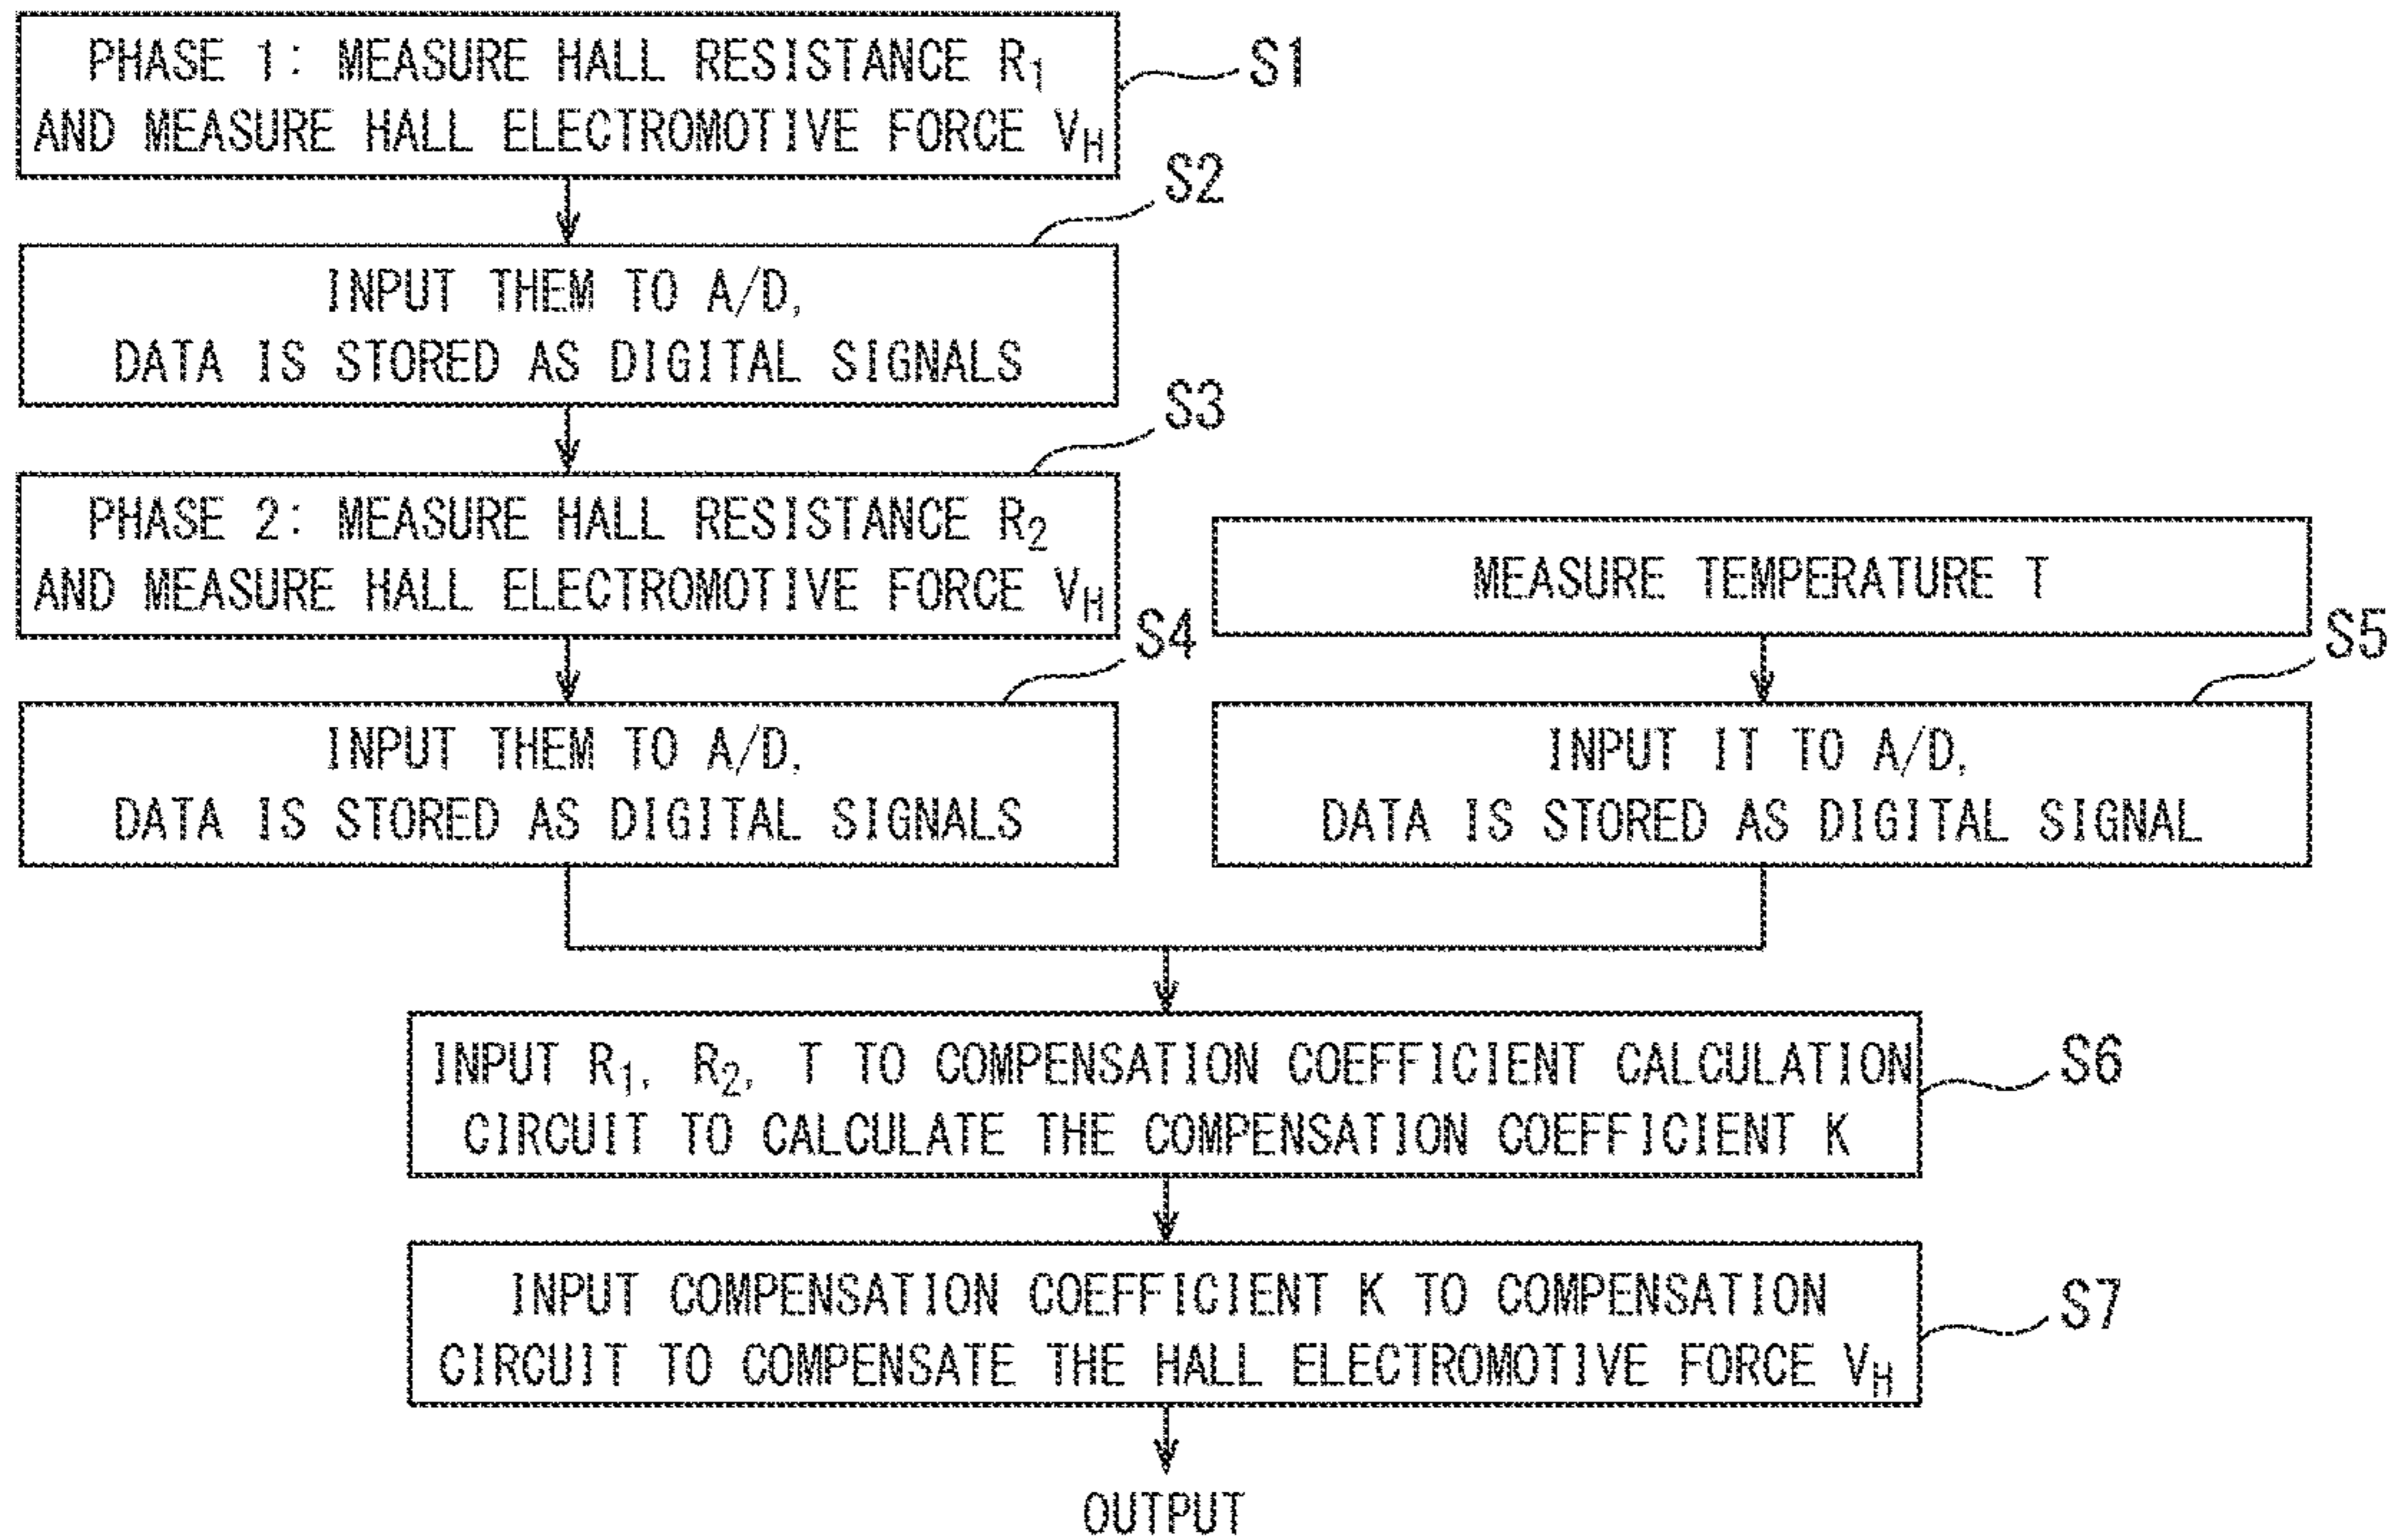 PHASE 1: MEASURE HALL RESISTANCE R1
AND MEASURE HALL ELECTROMOTIVE FORCE VH
S1
S2
INPUT THEM TO A/D,
DATA IS STORED AS DIGITAL SIGNALS
S3
PHASE 2: MEASURE HALL RESISTANCE R2
AND MEASURE HALL ELECTROMOTIVE FORCE VH
MEASURE TEMPERATURE T
S4
S5
INPUT THEM TO A/D,
DATA IS STORED AS DIGITAL SIGNALS
INPUT IT TO A/D,
DATA IS STORED AS DIGITAL SIGNAL
INPUT R1, R2, T TO COMPENSATION COEFFICIENT CALCULATION
CIRCUIT TO CALCULATE THE COMPENSATION COEFFICIENT K
S6
INPUT COMPENSATION COEFFICIENT K TO COMPENSATION
CIRCUIT TO COMPENSATE THE HALL ELECTROMOTIVE FORCE VH
S7
OUTPUT